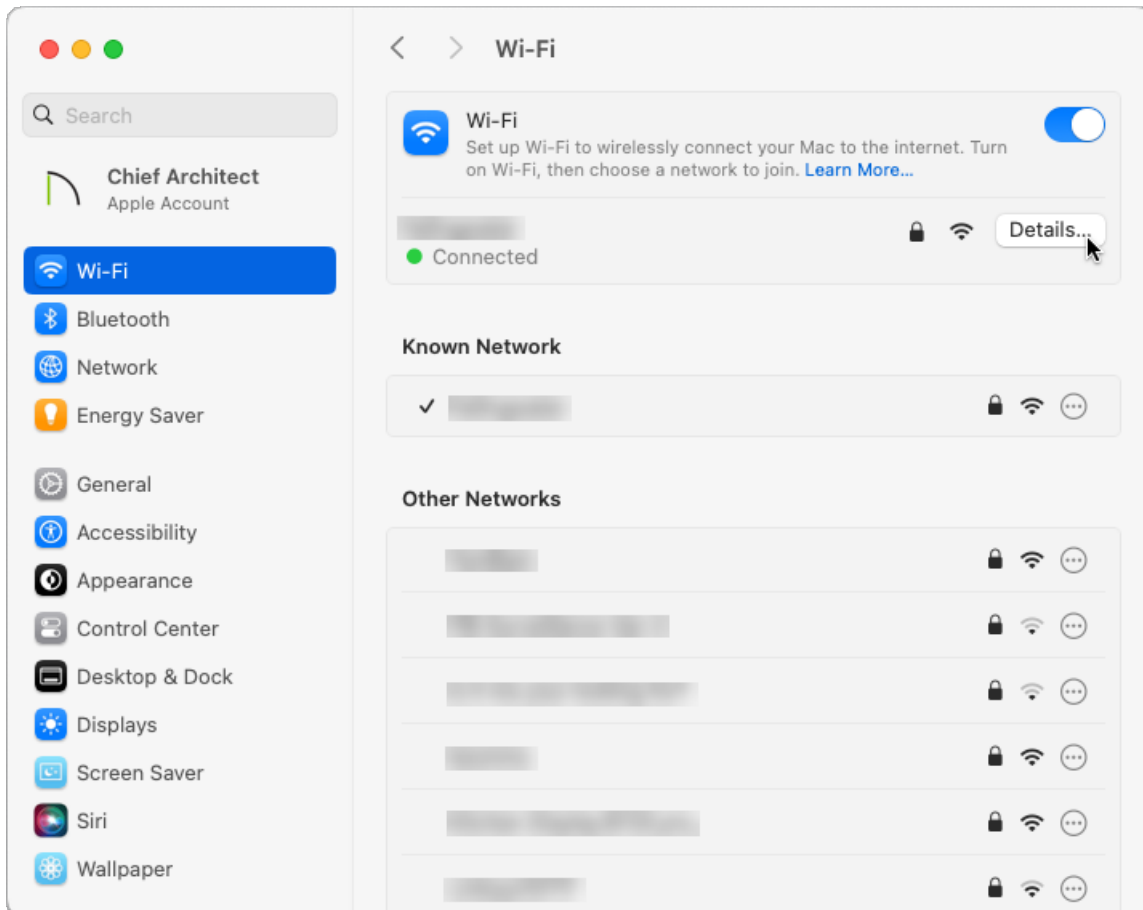 Wi-Fi
Search
Chief Architect
Apple Account
Wi-Fi
Bluetooth
Network
Energy Saver
General
Accessibility
Appearance
Control Center
Desktop & Dock
Displays
Screen Saver
Siri
Wallpaper
Wi-Fi
Set up Wi-Fi to wirelessly connect your Mac to the internet. Turn
on Wi-Fi, then choose a network to join. Learn More...
Details...
Connected
Known Network
Other Networks